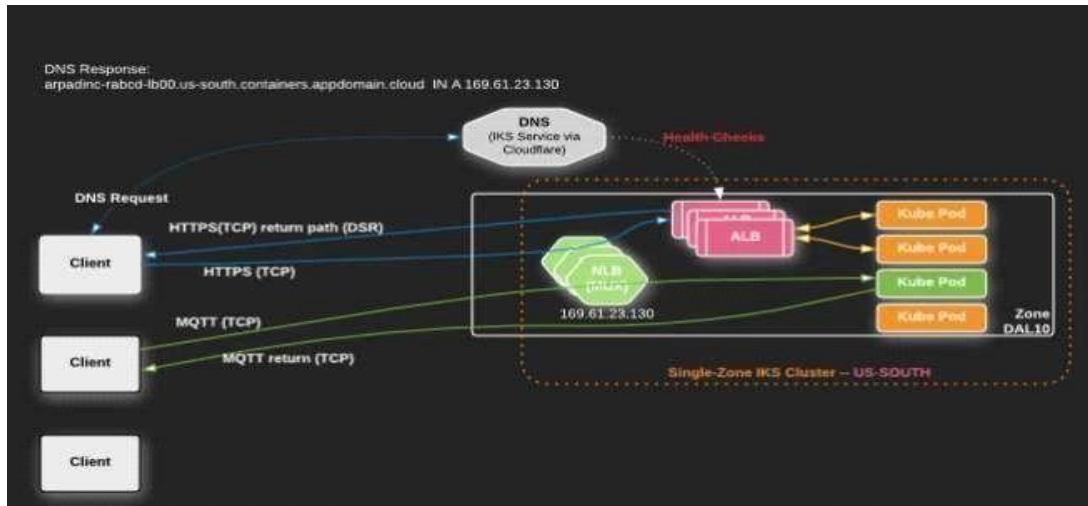 DNS Response:
arpadinc-rabcd-lb00.us-south.containers.appdomain.cloud IN A 169.61.23.130
DNS
(IKS Service via
Cloudflare)
Health Checks
DNS Request
HTTPS(TCP) return path (DSR)
HTTPS (TCP)
Client
ALB
Kube Pod
Kube Pod
NLB
(MUX)
169.61.23.130
Kube Pod
Kube Pod
Zone
DAL10
MQTT (TCP)
MQTT return (TCP)
Client
Single-Zone IKS Cluster -- US-SOUTH
Client